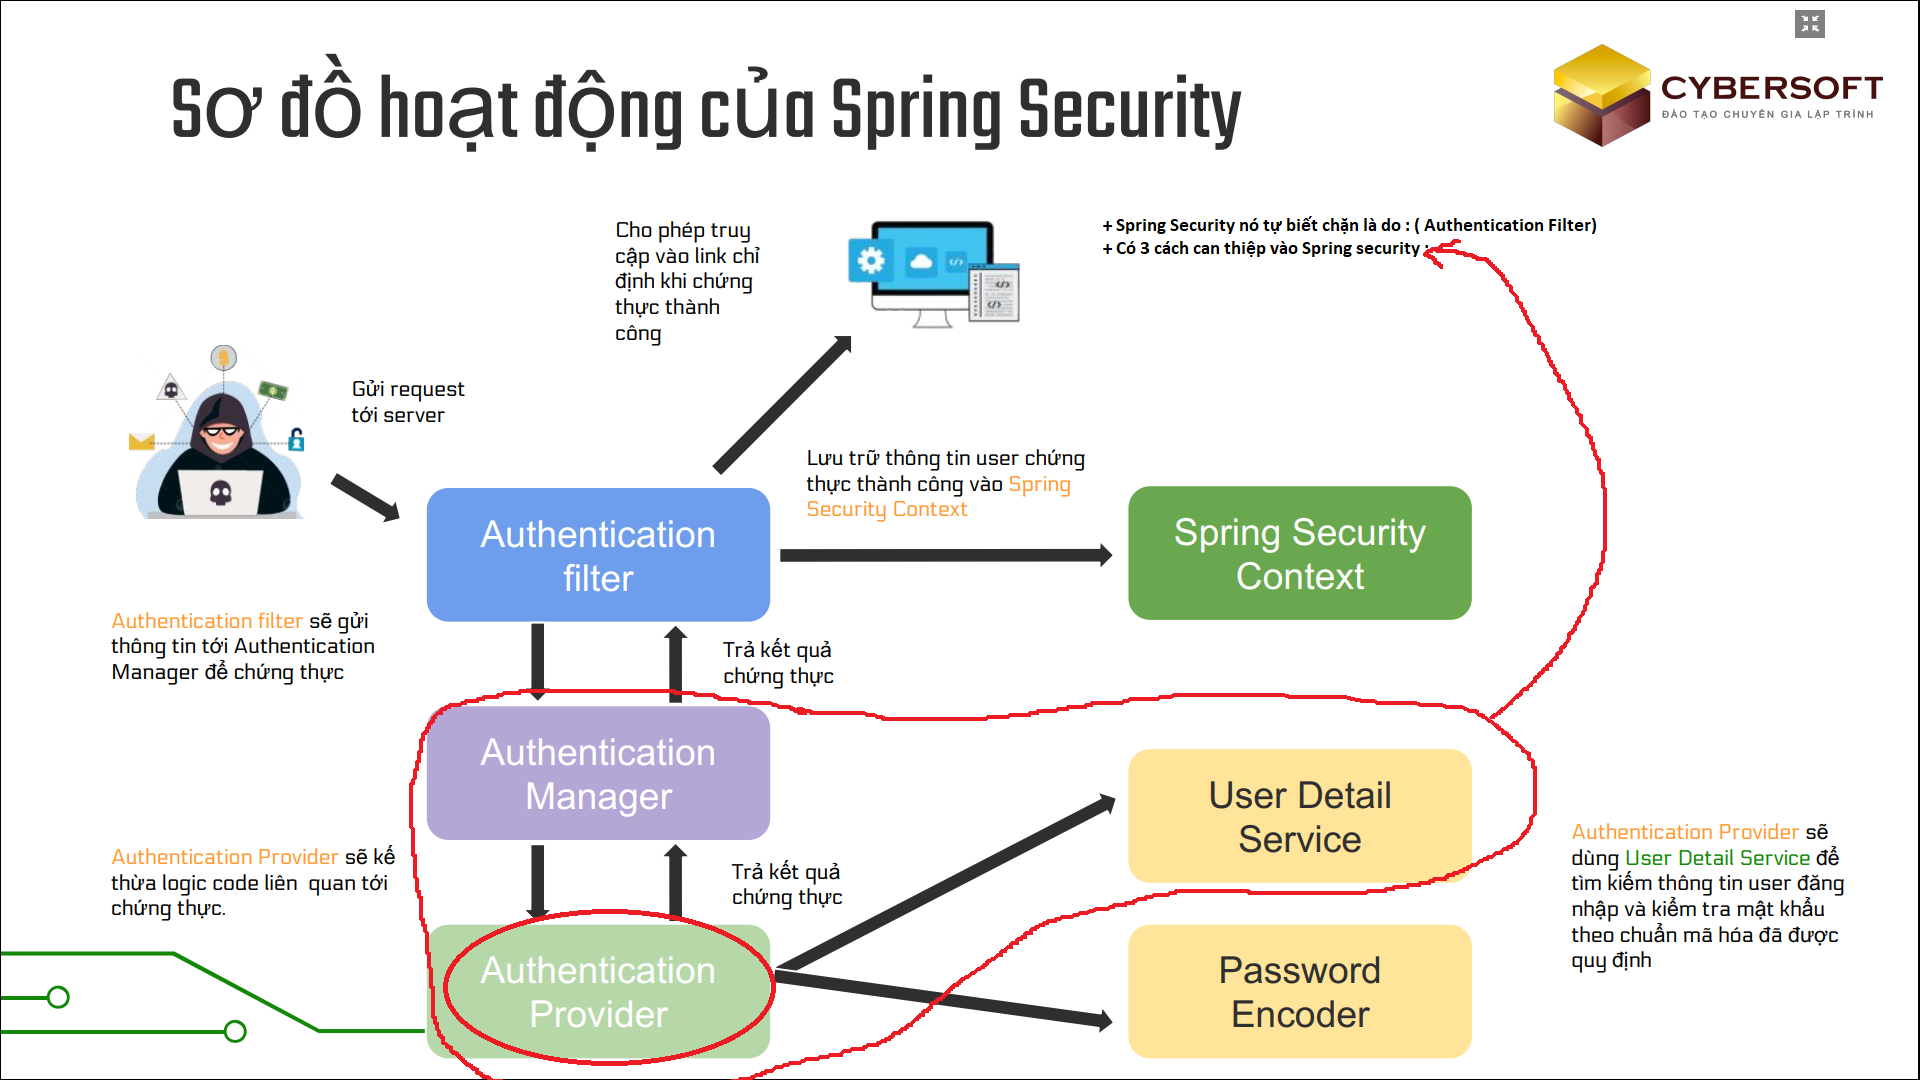 Sơ đồ hoạt động của Spring Security
CYBERSOFT
ĐÀO TẠO CHUYÊN GIA LẬP TRÌNH
Cho phép truy
cập vào link chỉ
định khi chứng
thực thành
công
+ Spring Security nó tự biết chặn là do : ( Authentication Filter)
+ Có 3 cách can thiệp vào Spring security :
Gửi request
tới server
Lưu trữ thông tin user chứng
thực thành công vào Spring
Security Context
Authentication
filter
Spring Security
Context
Authentication filter sẽ gửi
thông tin tới Authentication
Manager để chứng thực
Trả kết quả
chứng thực
Authentication
Manager
User Detail
Service
Authentication Provider sẽ kế
thừa logic code liên quan tới
chứng thực.
Trả kết quả
chứng thực
Authentication Provider sẽ
dùng User Detail Service để
tìm kiếm thông tin user đăng
nhập và kiểm tra mật khẩu
theo chuẩn mã hóa đã được
quy định
Authentication
Provider
Password
Encoder